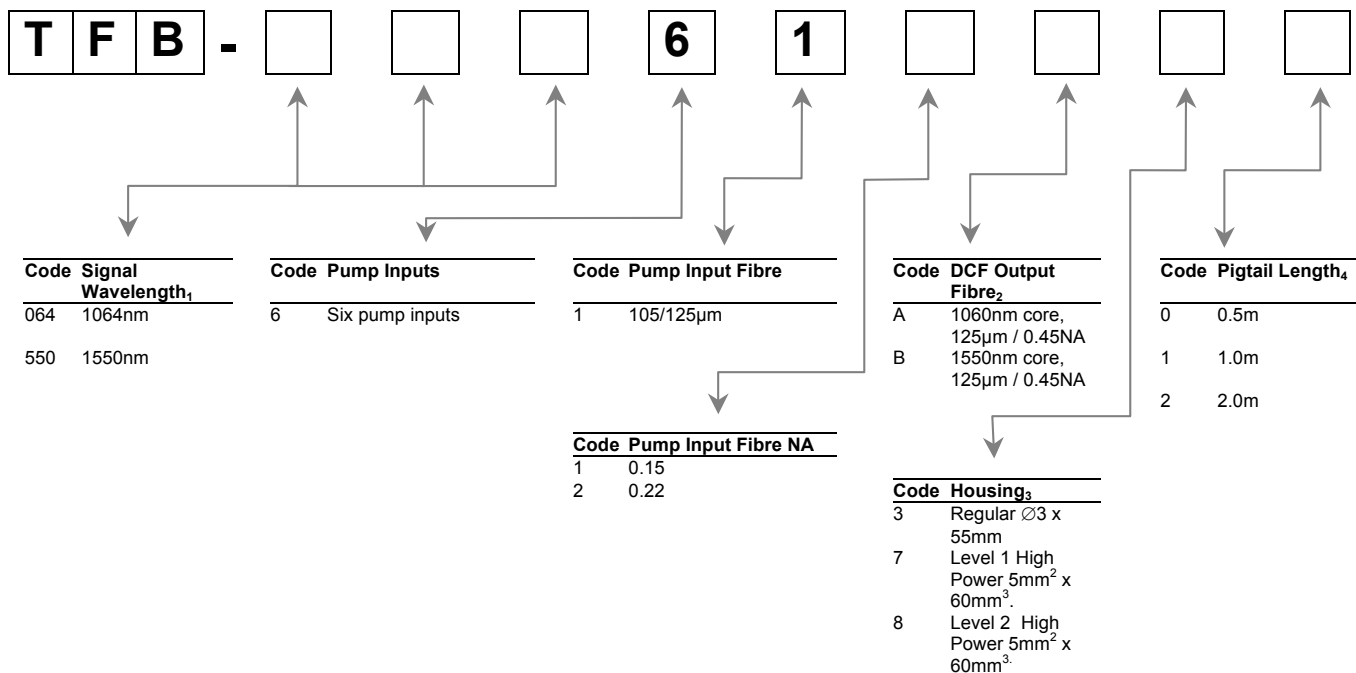 T F B - 6 1
Code Signal Wavelength1
064 1064nm
550 1550nm
Code Pump Inputs
6 Six pump inputs
Code Pump Input Fibre
1 105/125µm
Code Pump Input Fibre NA
1 0.15
2 0.22
Code DCF Output Fibre2
A 1060nm core,
125µm / 0.45NA
B 1550nm core,
125µm / 0.45NA
Code Housing3
3 Regular ∅3 x
55mm
7 Level 1 High
Power 5mm² x
60mm³.
8 Level 2 High
Power 5mm² x
60mm³.
Code Pigtail Length4
0 0.5m
1 1.0m
2 2.0m